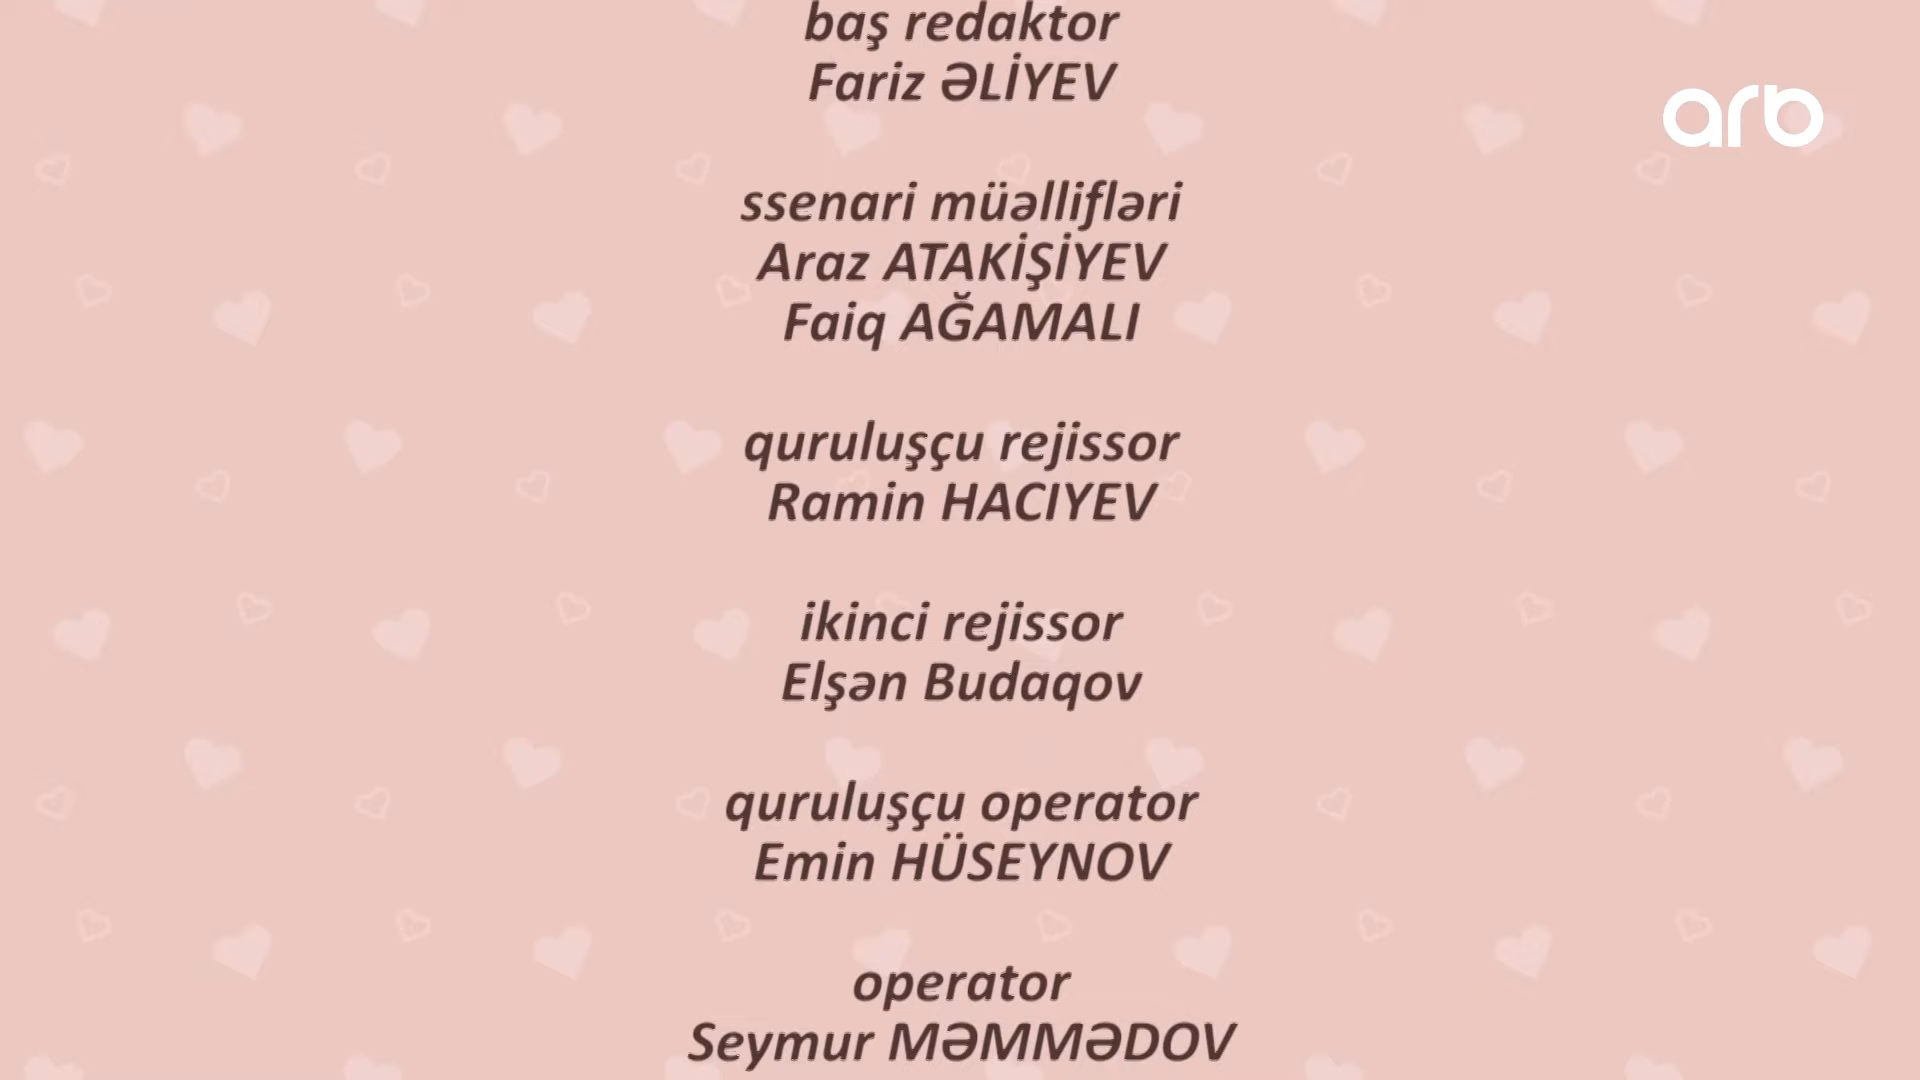 baş redaktor
Fariz ƏLİYEV
arb
ssenari müəllifləri
Araz ATAKİŞİYEV
Faiq AĞAMALI
quruluşçu rejissor
Ramin HACIYEV
ikinci rejissor
Elşən Budaqov
quruluşçu operator
Emin HÜSEYNOV
operator
Seymur MƏMMƏDOV